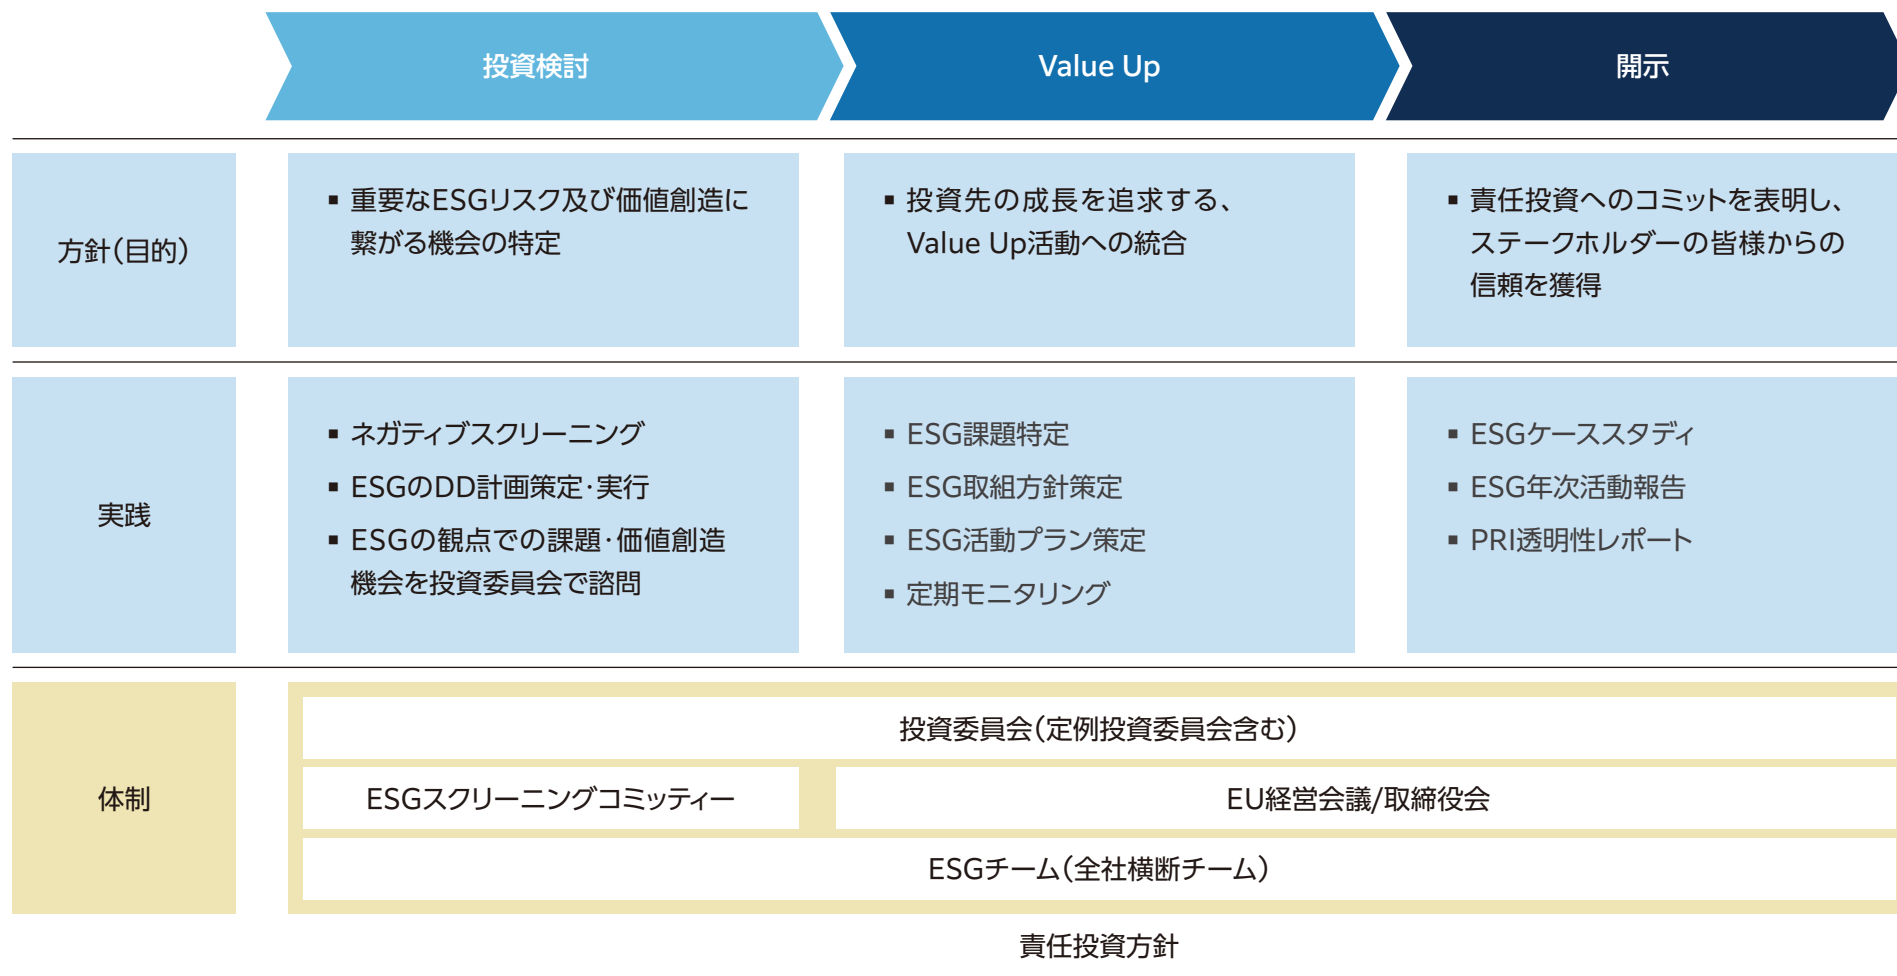 投資検討
Value Up
開示
方針(目的)
▪ 重要なESGリスク及び価値創造に
繋がる機会の特定
▪ 投資先の成長を追求する、
Value Up活動への統合
▪ 責任投資へのコミットを表明し、
ステークホルダーの皆様からの
信頼を獲得
実践
▪ ネガティブスクリーニング
▪ ESGのDD計画策定･実行
▪ ESGの観点での課題･価値創造
機会を投資委員会で諮問
▪ ESG課題特定
▪ ESG取組方針策定
▪ ESG活動プラン策定
▪ 定期モニタリング
▪ ESGケーススタディ
▪ ESG年次活動報告
▪ PRI透明性レポート
体制
投資委員会(定例投資委員会含む)
ESGスクリーニングコミッティー
EU経営会議/取締役会
ESGチーム(全社横断チーム)
責任投資方針